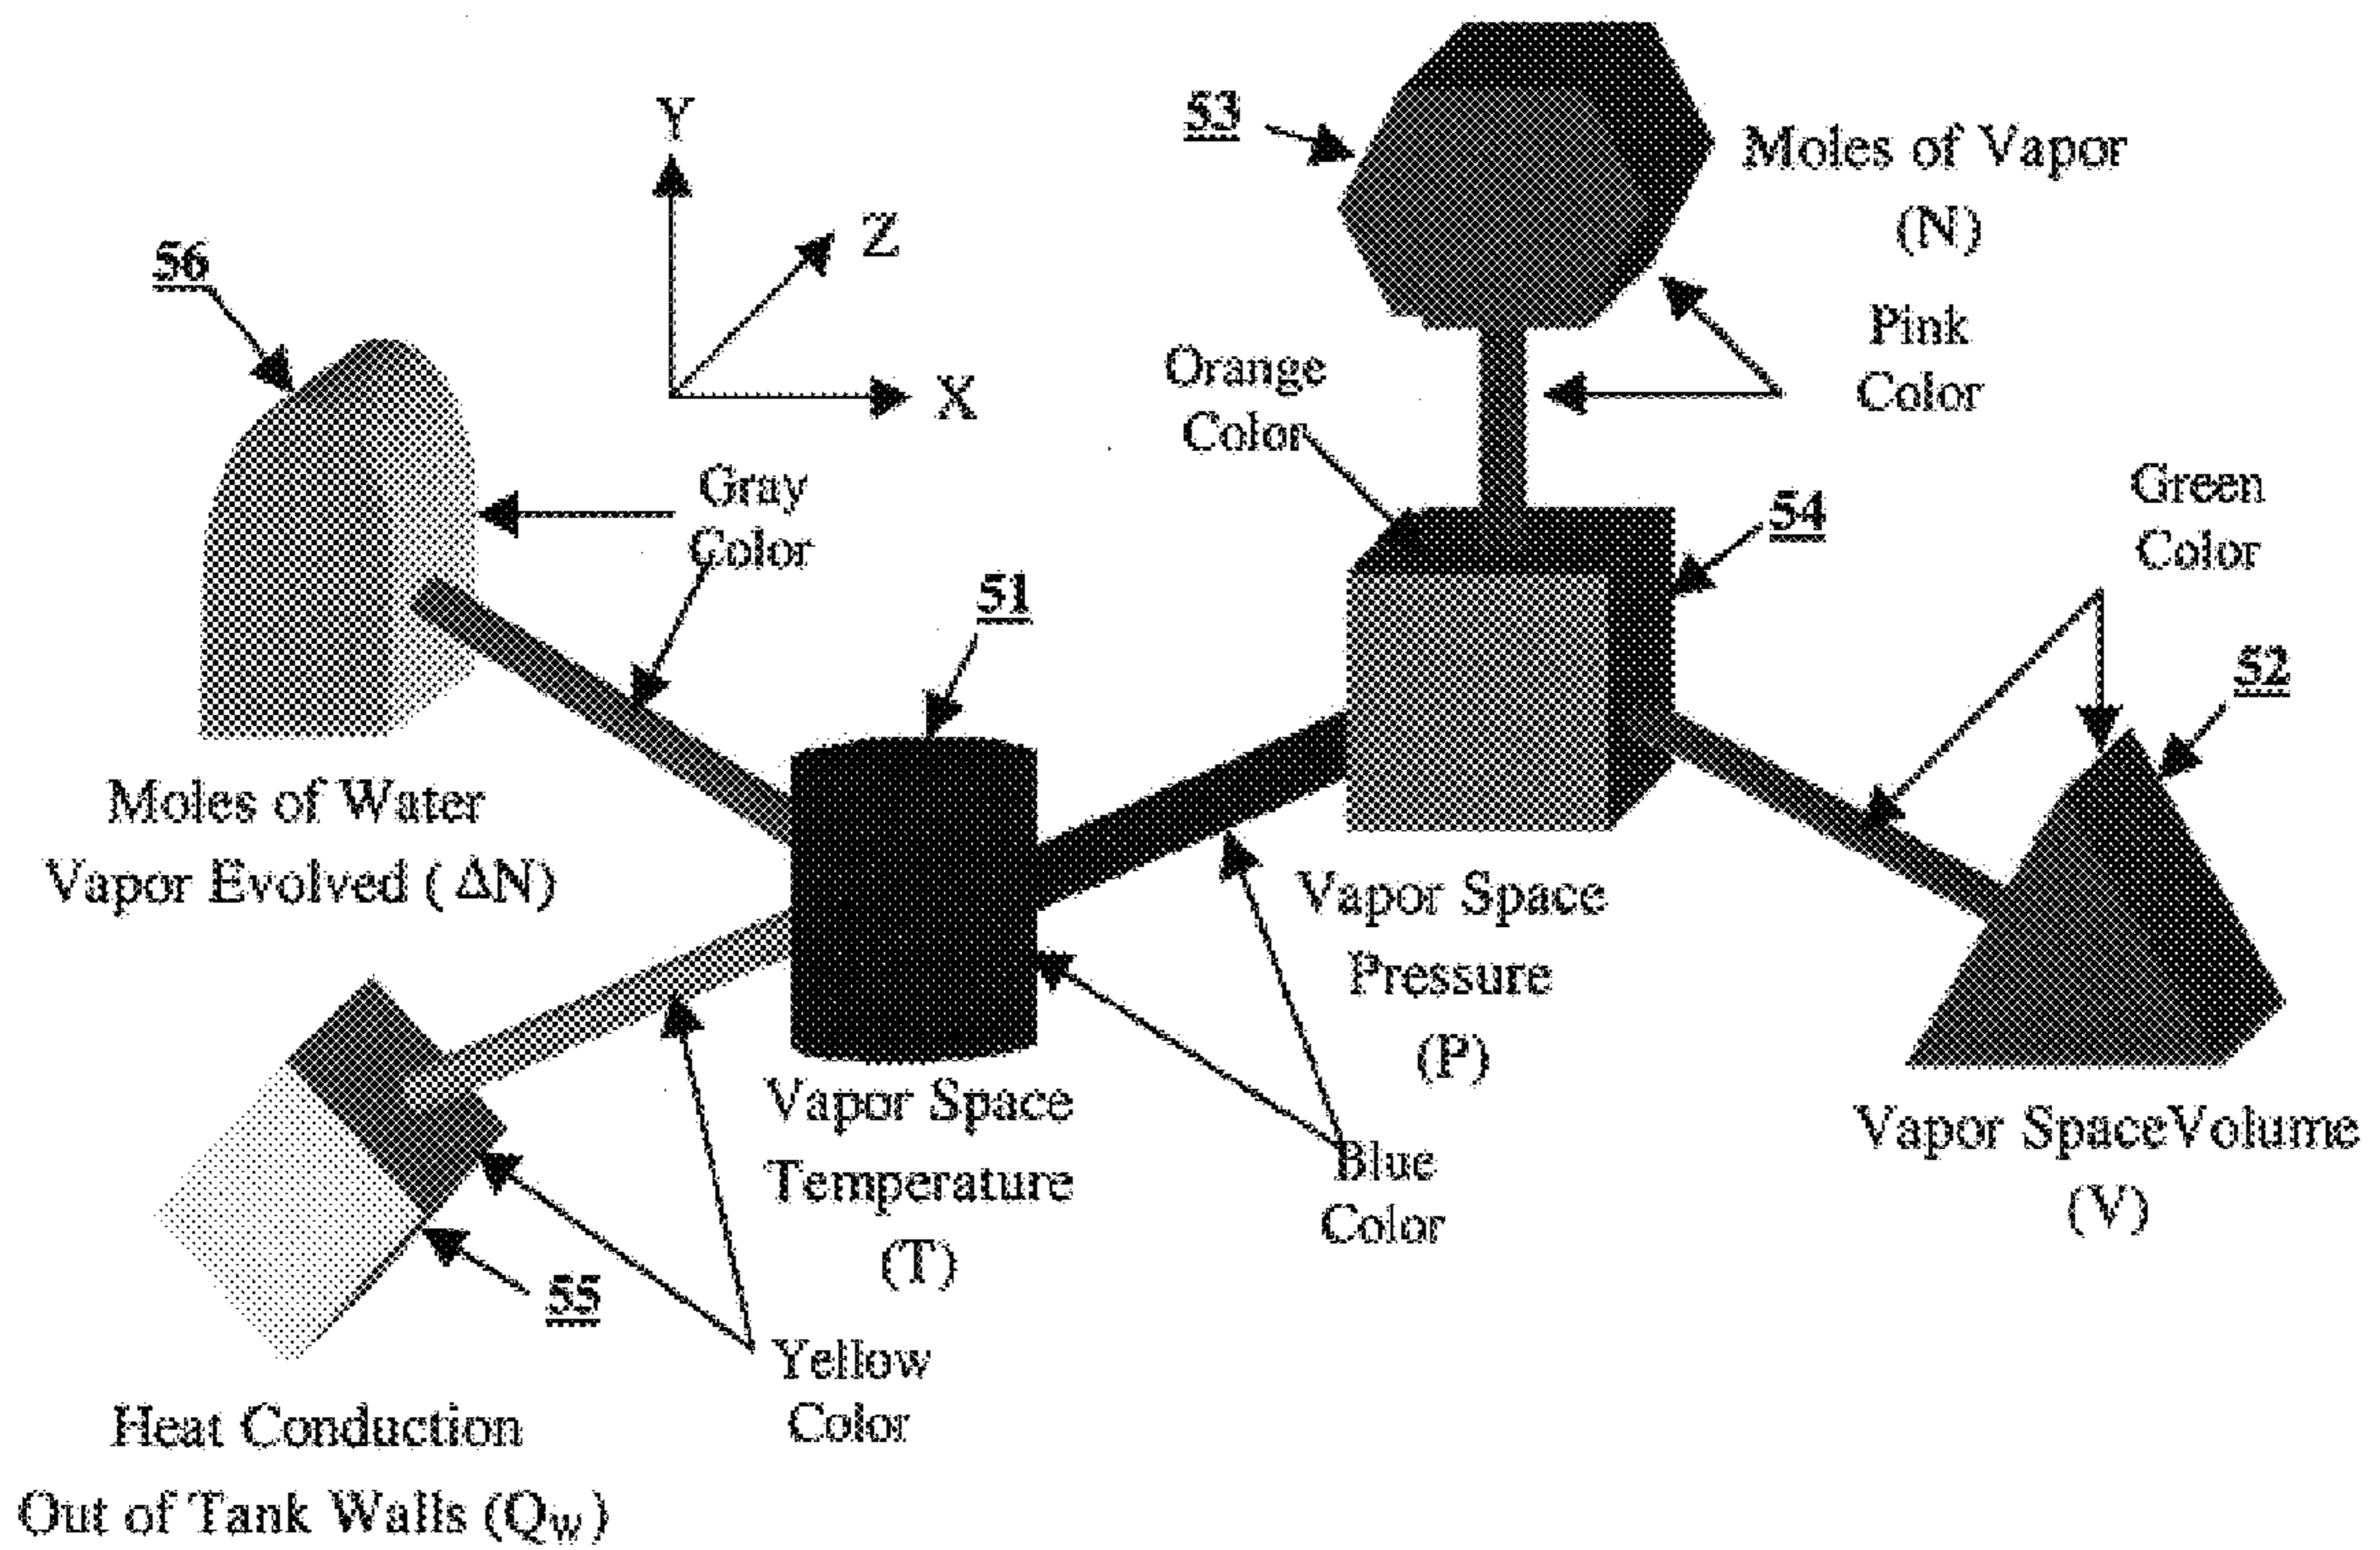 53
Moles of Vapor
(N)
Y
Z
X
56
Pink
Color
Orange
Color
Gray
Color
54
Green
Color
51
52
Moles of Water
Vapor Evolved ( ΔN)
Vapor Space
Pressure
(P)
Vapor Space
Temperature
(T)
Vapor SpaceVolume
(V)
Blue
Color
55
Yellow
Color
Heat Conduction
Out of Tank Walls (QW)